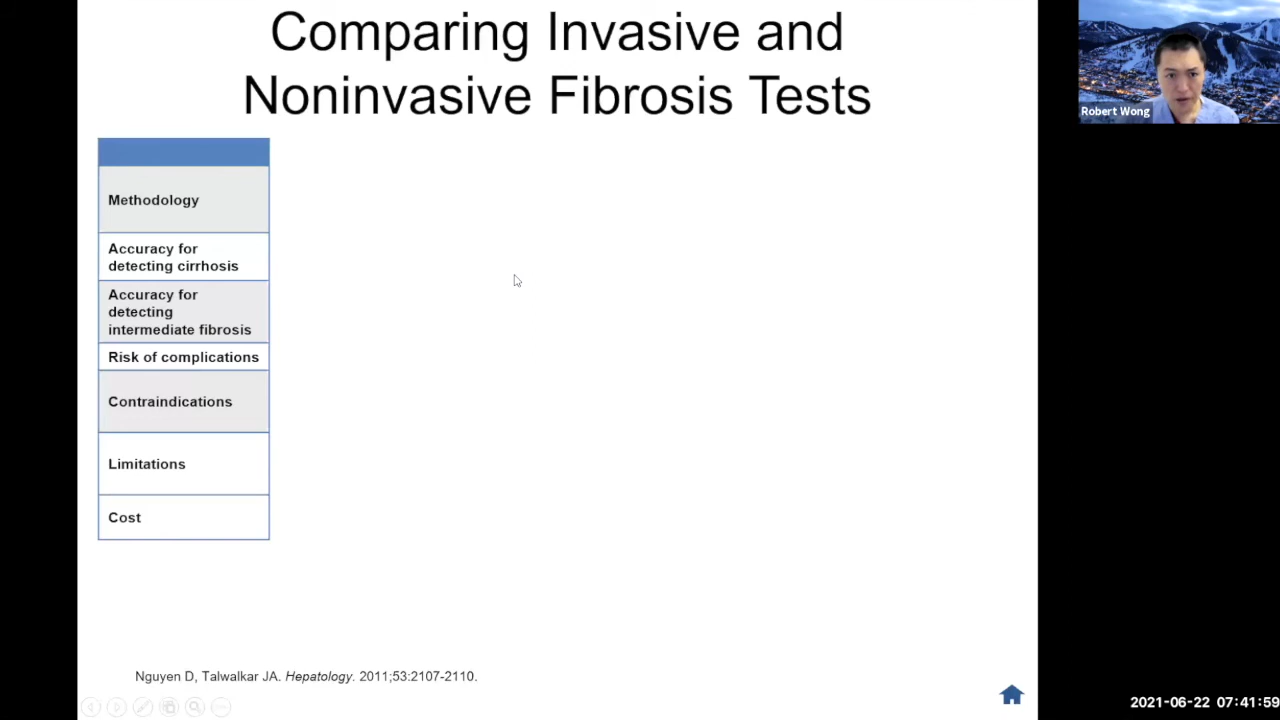 Comparing Invasive and
Noninvasive Fibrosis Tests
Robert Wong
Methodology
Accuracy for
detecting cirrhosis
Accuracy for
detecting
intermediate fibrosis
Risk of complications
Contraindications
Limitations
Cost
Nguyen D, Talwalkar JA. Hepatology. 2011;53:2107-2110.
2021-06-22 07:41:59